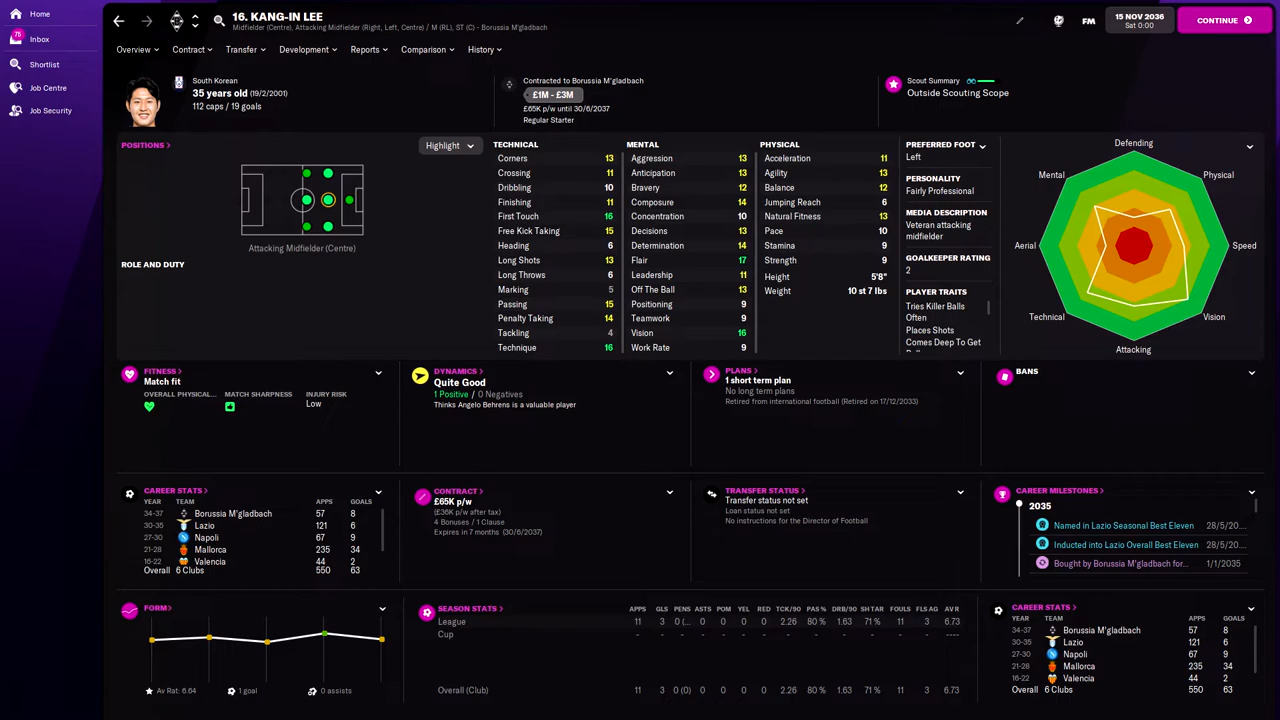 Home
75
Inbox
Shortlist
Job Centre
Job Security
16. KANG-IN LEE
Midfielder (Centre), Attacking Midfielder (Right, Left, Centre) / M (RL), ST (C) - Borussia M'gladbach
FM
15 NOV 2036
Sat 0:00
CONTINUE
Overview
Contract
Transfer
Development
Reports
Comparison
History
South Korean
35 years old (19/2/2001)
112 caps / 19 goals
Contracted to Borussia M'gladbach
£1M - £3M
£65K p/w until 30/6/2037
Regular Starter
Scout Summary
Outside Scouting Scope
POSITIONS
Highlight
Attacking Midfielder (Centre)
ROLE AND DUTY
TECHNICAL
Corners 13
Crossing 11
Dribbling 10
Finishing 11
First Touch 16
Free Kick Taking 15
Heading 6
Long Shots 13
Long Throws 6
Marking 5
Passing 15
Penalty Taking 14
Tackling 4
Technique 16
MENTAL
Aggression 13
Anticipation 13
Bravery 12
Composure 14
Concentration 10
Decisions 13
Determination 14
Flair 17
Leadership 11
Off The Ball 13
Positioning 9
Teamwork 9
Vision 16
Work Rate 9
PHYSICAL
Acceleration 11
Agility 13
Balance 12
Jumping Reach 6
Natural Fitness 13
Pace 10
Stamina 9
Strength 9
Height 5'8"
Weight 10 st 7 lbs
PREFERRED FOOT
Left
PERSONALITY
Fairly Professional
MEDIA DESCRIPTION
Veteran attacking
midfielder
GOALKEEPER RATING
2
PLAYER TRAITS
Tries Killer Balls
Often
Places Shots
Comes Deep To Get
Defending
Physical
Speed
Vision
Attacking
Technical
Aerial
Mental
FITNESS
Match fit
OVERALL PHYSICAL...
MATCH SHARPNESS
INJURY RISK
Low
DYNAMICS
Quite Good
1 Positive / 0 Negatives
Thinks Angelo Behrens is a valuable player
PLANS
1 short term plan
No long term plans
Retired from international football (Retired on 17/12/2033)
BANS
CAREER STATS
YEAR TEAM APPS GOALS
34-37 Borussia M'gladbach 57 8
30-35 Lazio 121 6
27-30 Napoli 67 9
21-28 Mallorca 235 34
16-22 Valencia 44 2
Overall 6 Clubs 550 63
CONTRACT
£65K p/w
(£36K p/w after tax)
4 Bonuses / 1 Clause
Expires in 7 months (30/6/2037)
TRANSFER STATUS
Transfer status not set
Loan status not set
No instructions for the Director of Football
CAREER MILESTONES
2035
Named in Lazio Seasonal Best Eleven 28/5/20...
Inducted into Lazio Overall Best Eleven 28/5/20...
Bought by Borussia M'gladbach for... 1/1/2035
FORM
Av Rat: 6.64
1 goal
0 assists
SEASON STATS APPS GLS PENS ASTS POM YEL RED TCK/90 PAS % DRB/90 SH TAR FOULS FLS AG AV R
League 11 3 0 (... 0 0 0 0 2.26 80 % 1.63 71 % 11 3 6.73
Cup - - - - - - - - - - - - - ----
Overall (Club) 11 3 0 (0) 0 0 0 0 2.26 80 % 1.63 71 % 11 3 6.73
CAREER STATS
YEAR TEAM APPS GOALS
34-37 Borussia M'gladbach 57 8
30-35 Lazio 121 6
27-30 Napoli 67 9
21-28 Mallorca 235 34
16-22 Valencia 44 2
Overall 6 Clubs 550 63